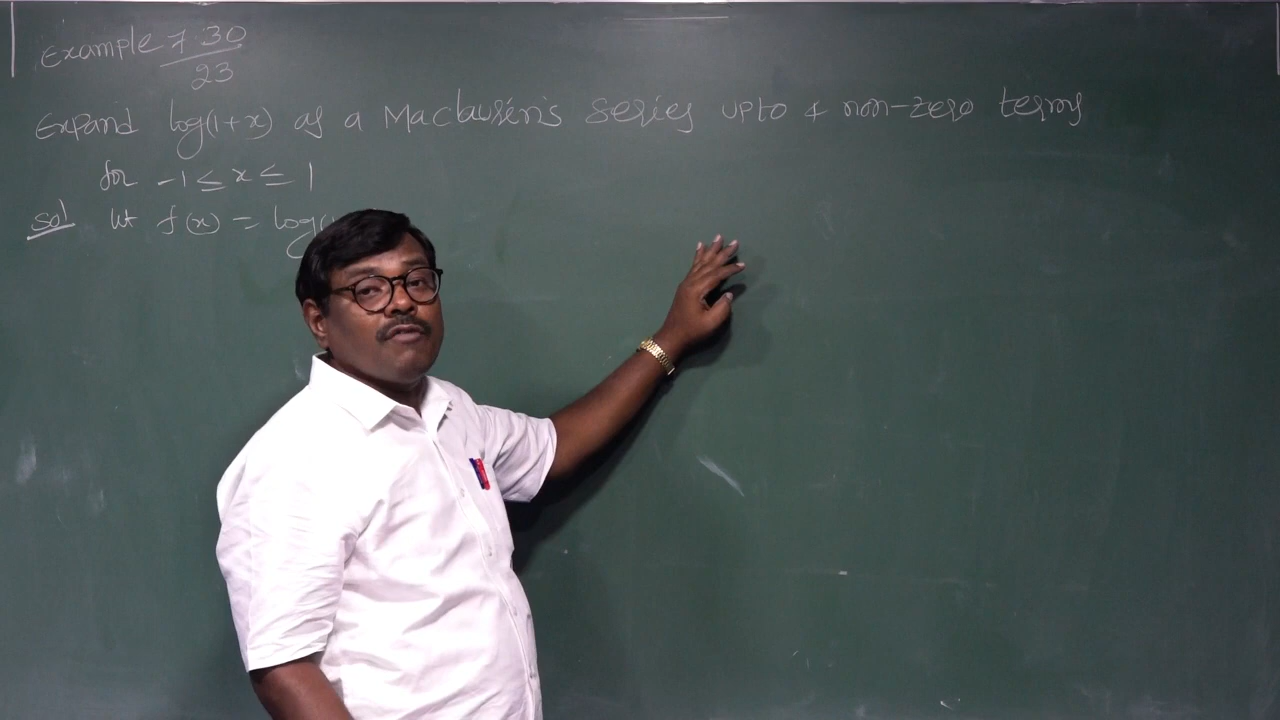 Example 7.30
23
Expand log(1+x) as a Maclaurin's Series upto 4 non-zero terms
for -1 ≤ x ≤ 1
Sol let f(x) = log(1